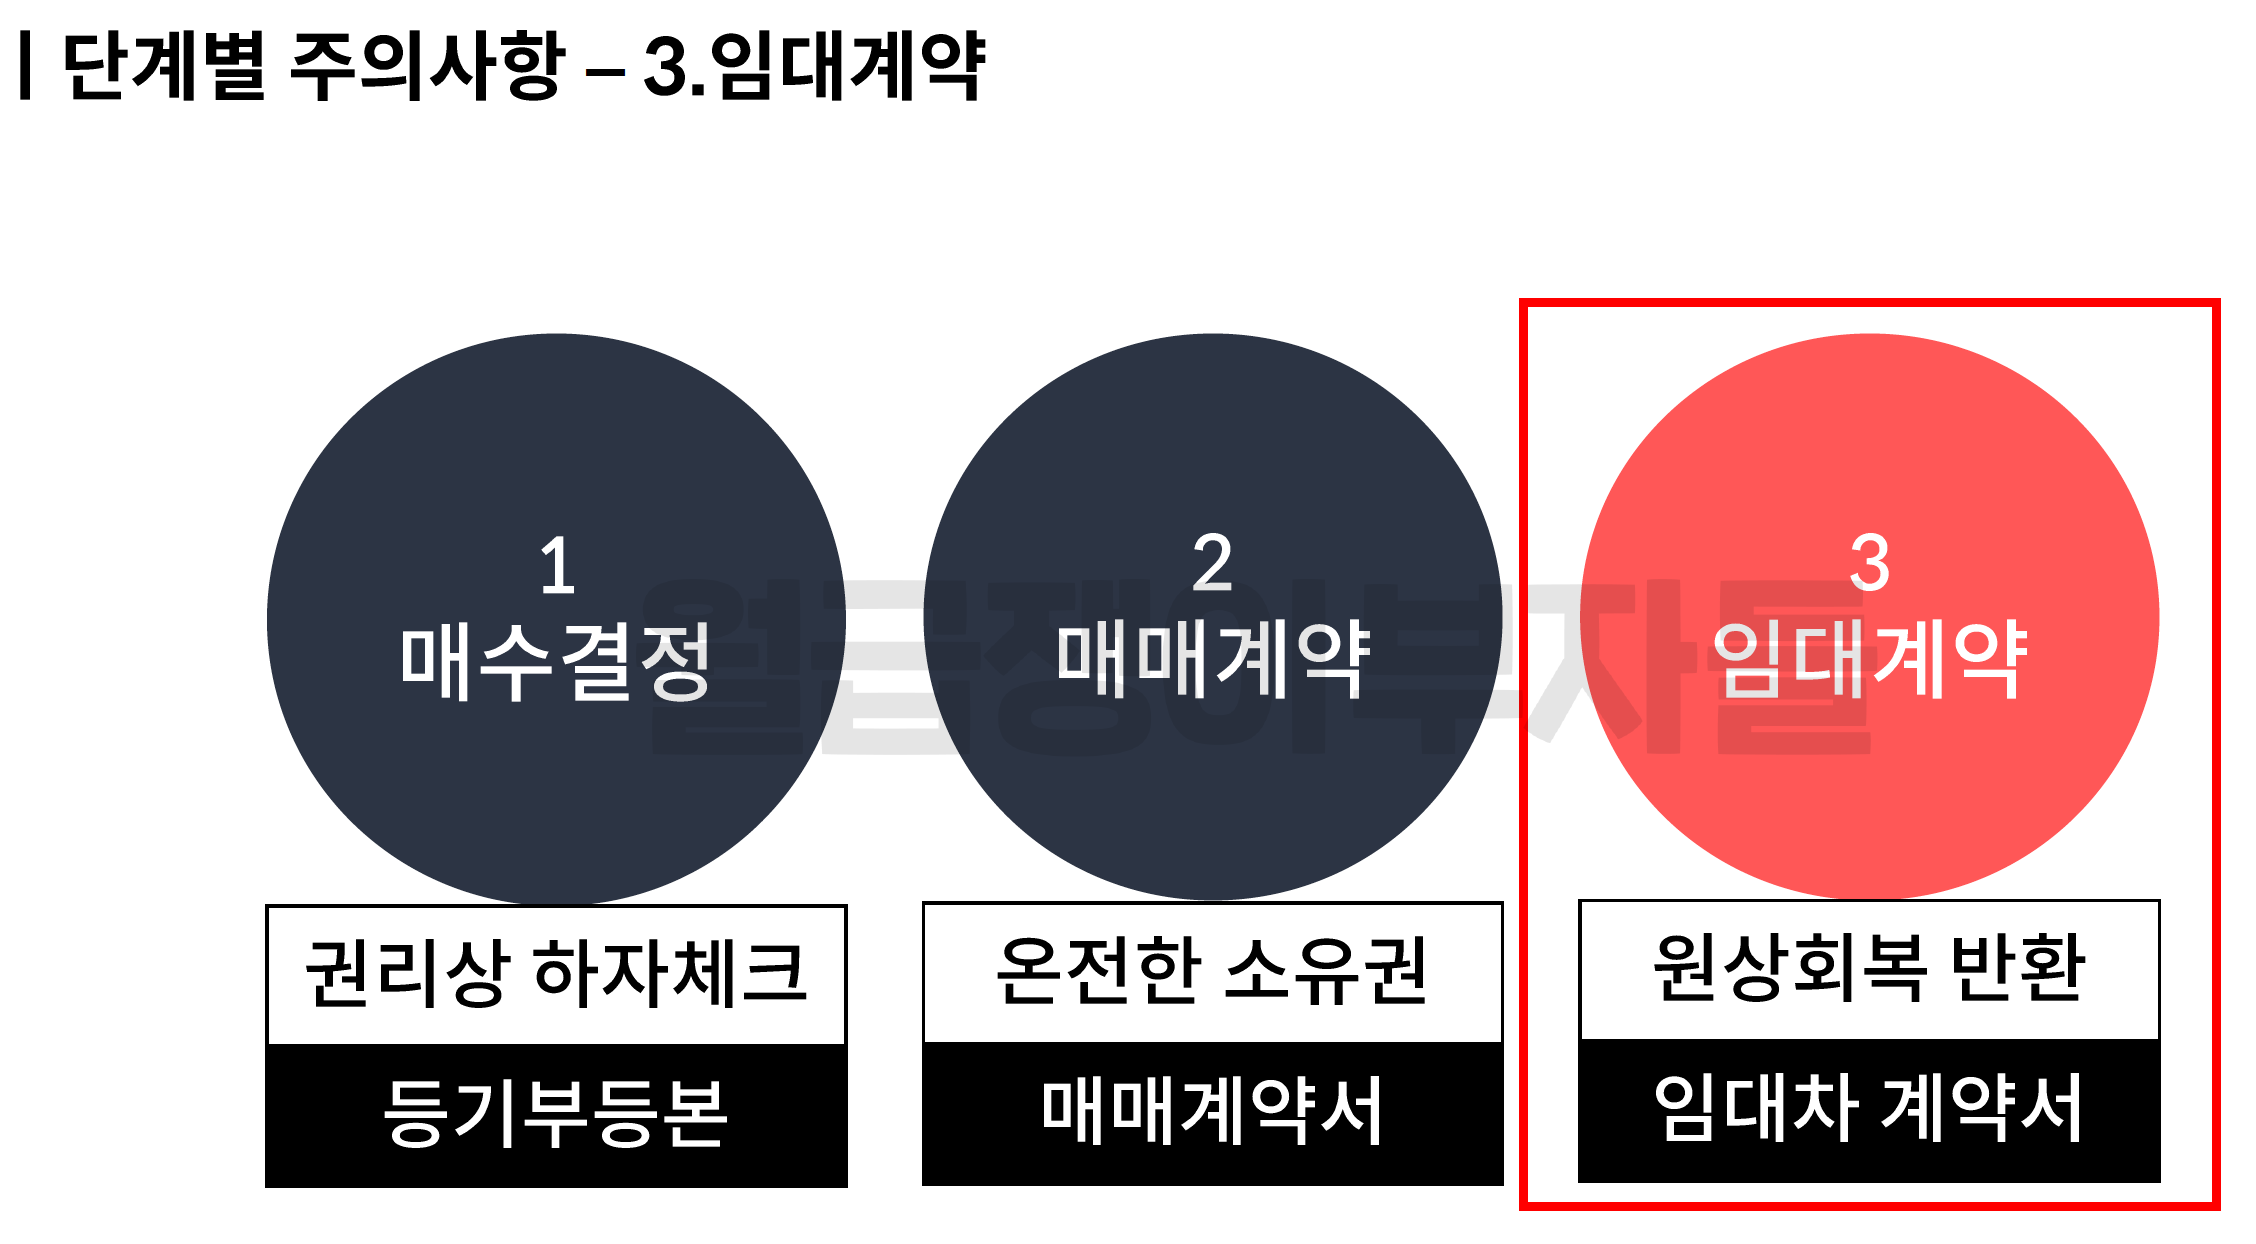 | 단계별 주의사항 – 3.임대계약
1
매수결정
2
매매계약
3
임대계약
권리상 하자체크
온전한 소유권
원상회복 반환
등기부등본
매매계약서
임대차 계약서
월급쟁이부자들